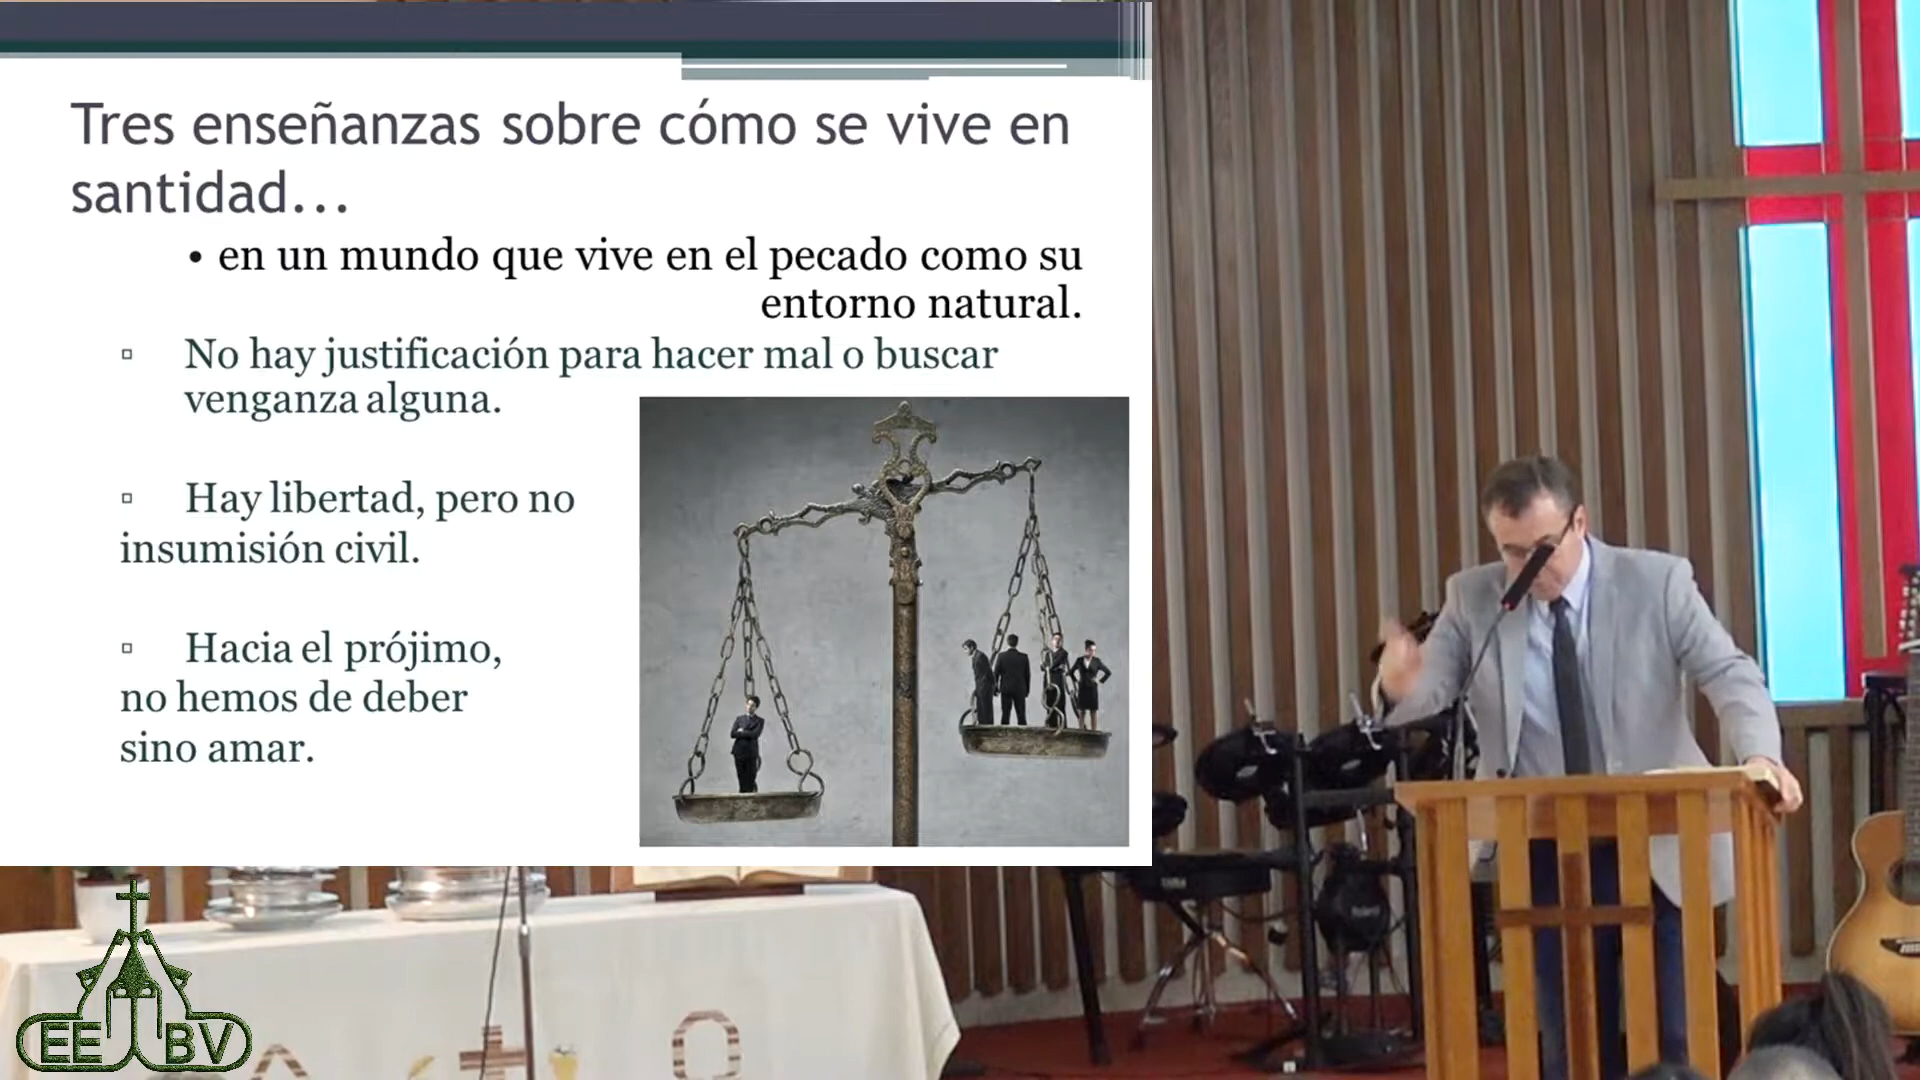 Tres enseñanzas sobre cómo se vive en
santidad...
• en un mundo que vive en el pecado como su
entorno natural.
▫ No hay justificación para hacer mal o buscar
venganza alguna.
▫ Hay libertad, pero no
insumisión civil.
▫ Hacia el prójimo,
no hemos de deber
sino amar.
EE BV